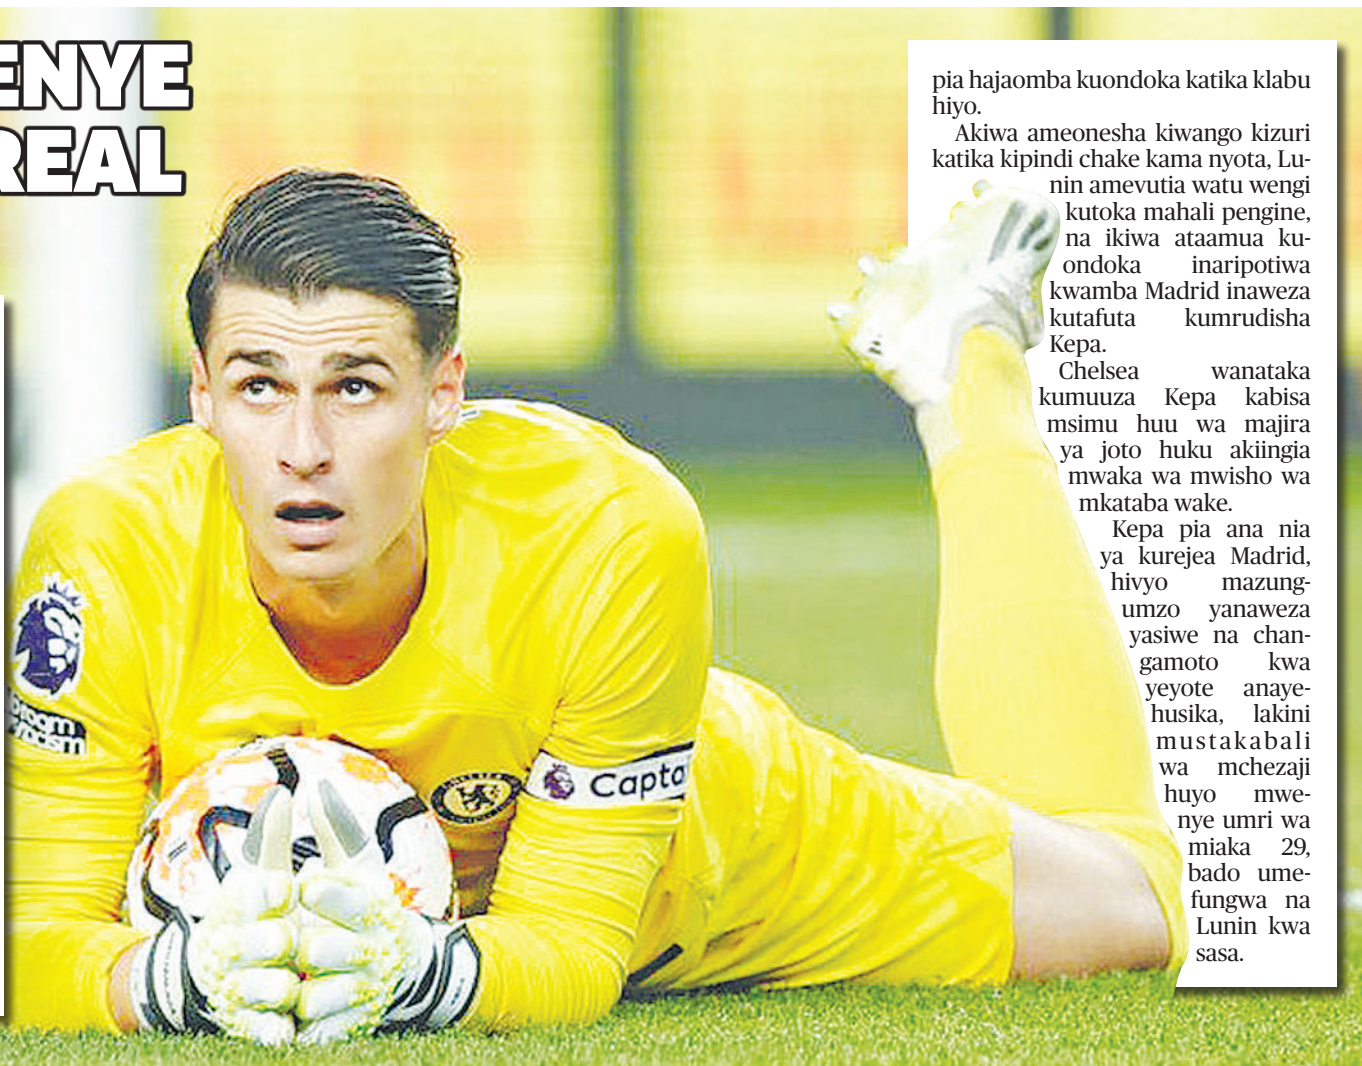 ENYE
REAL
pia hajaomba kuondoka katika klabu
hiyo.
Akiwa ameonesha kiwango kizuri
katika kipindi chake kama nyota, Lu-
nin amevutia watu wengi
kutoka mahali pengine,
na ikiwa ataamua ku-
ondoka inaripotiwa
kwamba Madrid inaweza
kutafuta kumrudisha
Kepa.
Chelsea wanataka
kumuuza Kepa kabisa
msimu huu wa majira
ya joto huku akiingia
mwaka wa mwisho wa
mkataba wake.
Kepa pia ana nia
ya kurejea Madrid,
hivyo mazung-
umzo yanaweza
yasiwe na chan-
gamoto kwa
yeyote anaye-
husika, lakini
mustakabali
wa mchezaji
huyo mwe-
nye umri wa
miaka 29,
bado ume-
fungwa na
Lunin kwa
sasa.
Capta